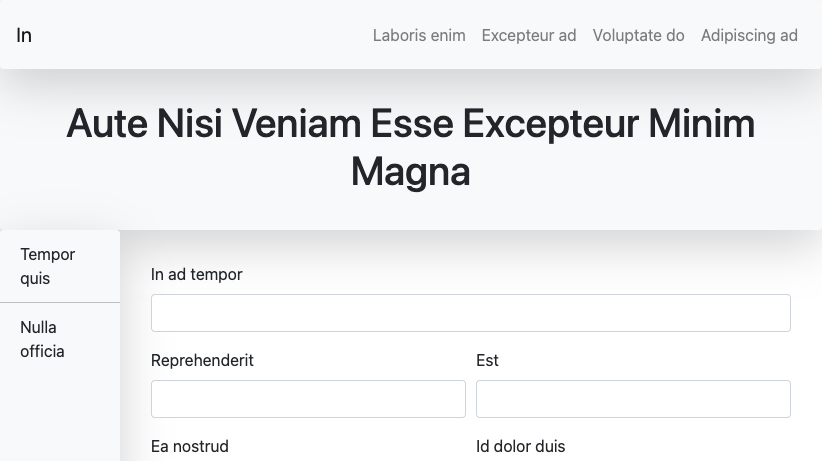 In
Laboris enim
Excepteur ad
Voluptate do
Adipiscing ad
Aute Nisi Veniam Esse Excepteur Minim
Magna
Tempor
quis
Nulla
officia
In ad tempor
Reprehenderit
Est
Ea nostrud
Id dolor duis